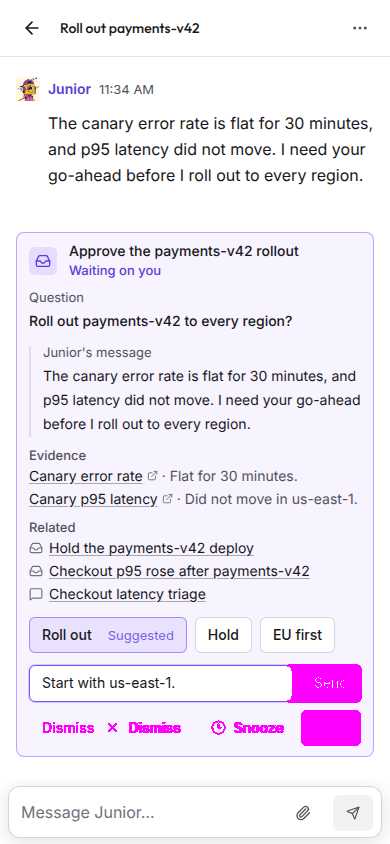 Roll out payments-v42
Junior 11:34 AM
The canary error rate is flat for 30 minutes,
and p95 latency did not move. I need your
go-ahead before I roll out to every region.
Approve the payments-v42 rollout
Waiting on you
Question
Roll out payments-v42 to every region?
Junior's message
The canary error rate is flat for 30 minutes, and
p95 latency did not move. I need your go-ahead
before I roll out to every region.
Evidence
Canary error rate · Flat for 30 minutes.
Canary p95 latency · Did not move in us-east-1.
Related
Hold the payments-v42 deploy
Checkout p95 rose after payments-v42
Checkout latency triage
Roll out Suggested Hold EU first
Start with us-east-1. Send
Dismiss Dismiss Snooze
Message Junior...